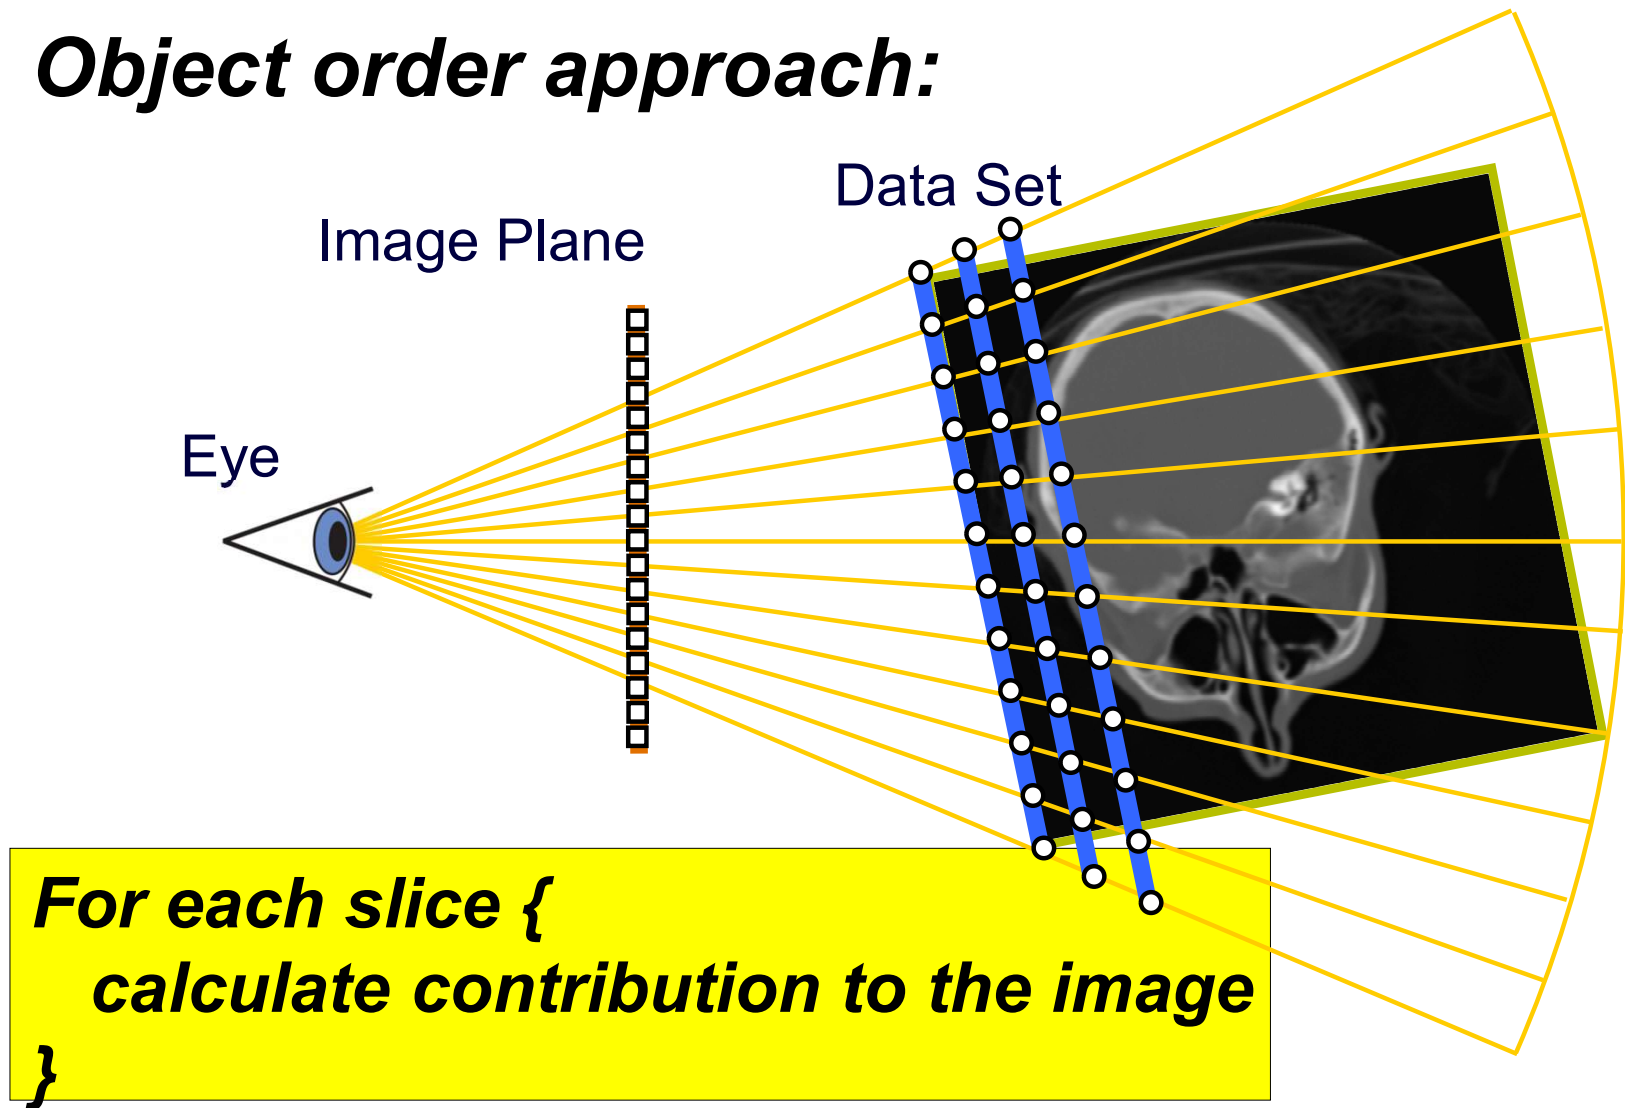 Object order approach:
Data Set
Image Plane
Eye
For each slice {
calculate contribution to the image
}